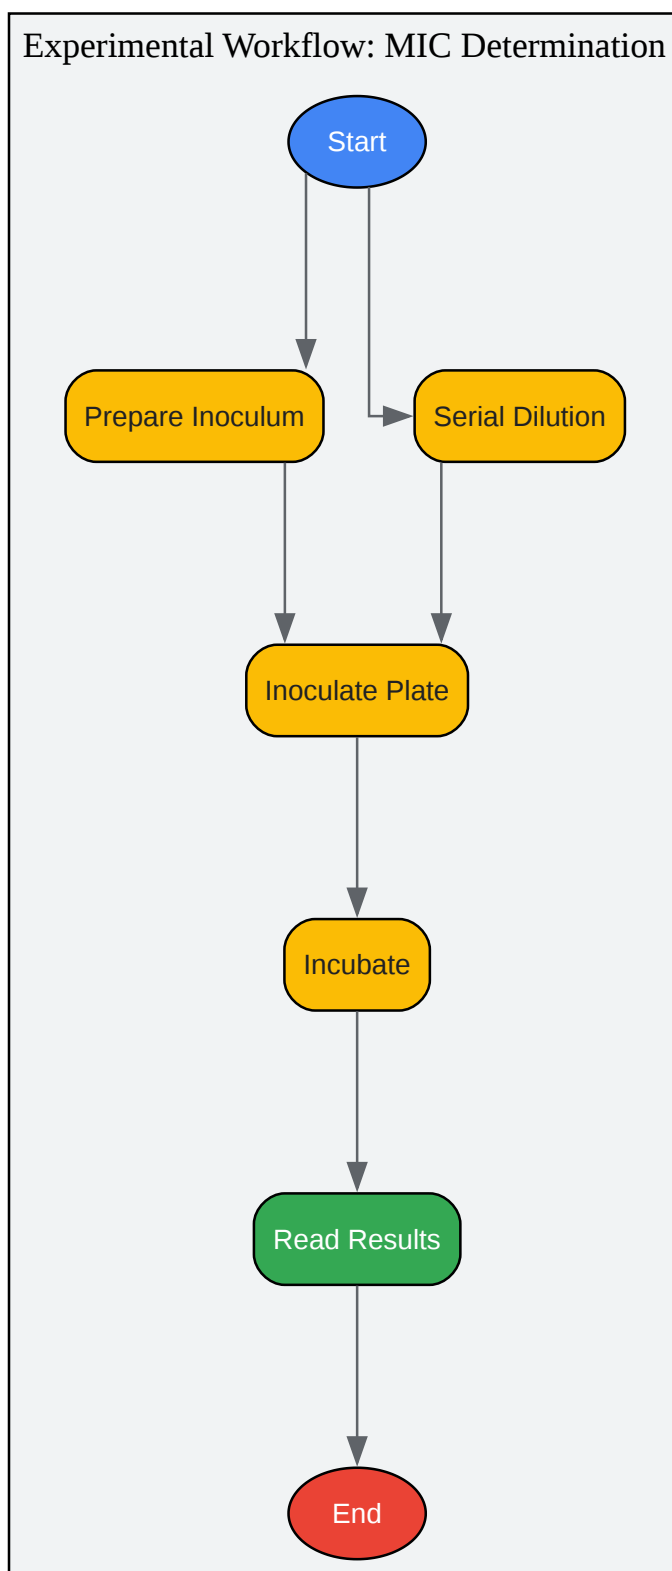 Experimental Workflow: MIC Determination
Start
Prepare Inoculum
Serial Dilution
Inoculate Plate
Incubate
Read Results
End